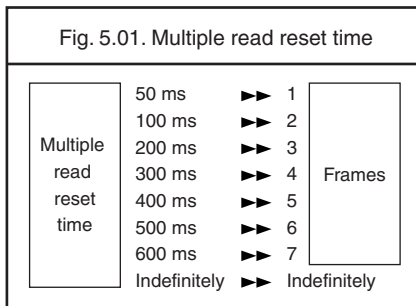 Fig. 5.01. Multiple read reset time
Multiple
read
reset
time
50 ms ►► 1
100 ms ►► 2
200 ms ►► 3
300 ms ►► 4
400 ms ►► 5
500 ms ►► 6
600 ms ►► 7
Indefinitely ►► Indefinitely
Frames